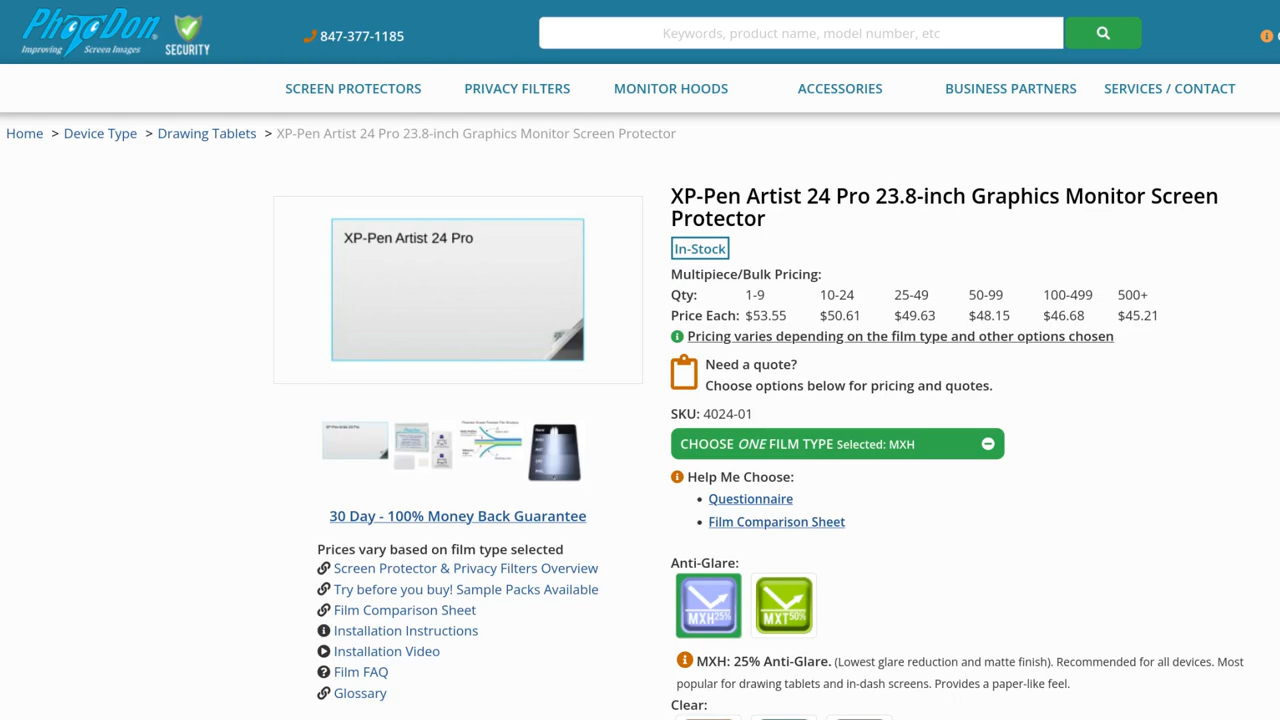 PhotoDon
Improving Screen Images
SECURITY
847-377-1185
Keywords, product name, model number, etc
SCREEN PROTECTORS
PRIVACY FILTERS
MONITOR HOODS
ACCESSORIES
BUSINESS PARTNERS
SERVICES / CONTACT
Home > Device Type > Drawing Tablets > XP-Pen Artist 24 Pro 23.8-inch Graphics Monitor Screen Protector
XP-Pen Artist 24 Pro
30 Day - 100% Money Back Guarantee
Prices vary based on film type selected
Screen Protector & Privacy Filters Overview
Try before you buy! Sample Packs Available
Film Comparison Sheet
Installation Instructions
Installation Video
Film FAQ
Glossary
XP-Pen Artist 24 Pro 23.8-inch Graphics Monitor Screen
Protector
In-Stock
Multipiece/Bulk Pricing:
Qty: 1-9 10-24 25-49 50-99 100-499 500+
Price Each: $53.55 $50.61 $49.63 $48.15 $46.68 $45.21
Pricing varies depending on the film type and other options chosen
Need a quote?
Choose options below for pricing and quotes.
SKU: 4024-01
CHOOSE ONE FILM TYPE Selected: MXH
Help Me Choose:
• Questionnaire
• Film Comparison Sheet
Anti-Glare:
MXH25%
MXT50%
MXH: 25% Anti-Glare. (Lowest glare reduction and matte finish). Recommended for all devices. Most
popular for drawing tablets and in-dash screens. Provides a paper-like feel.
Clear: